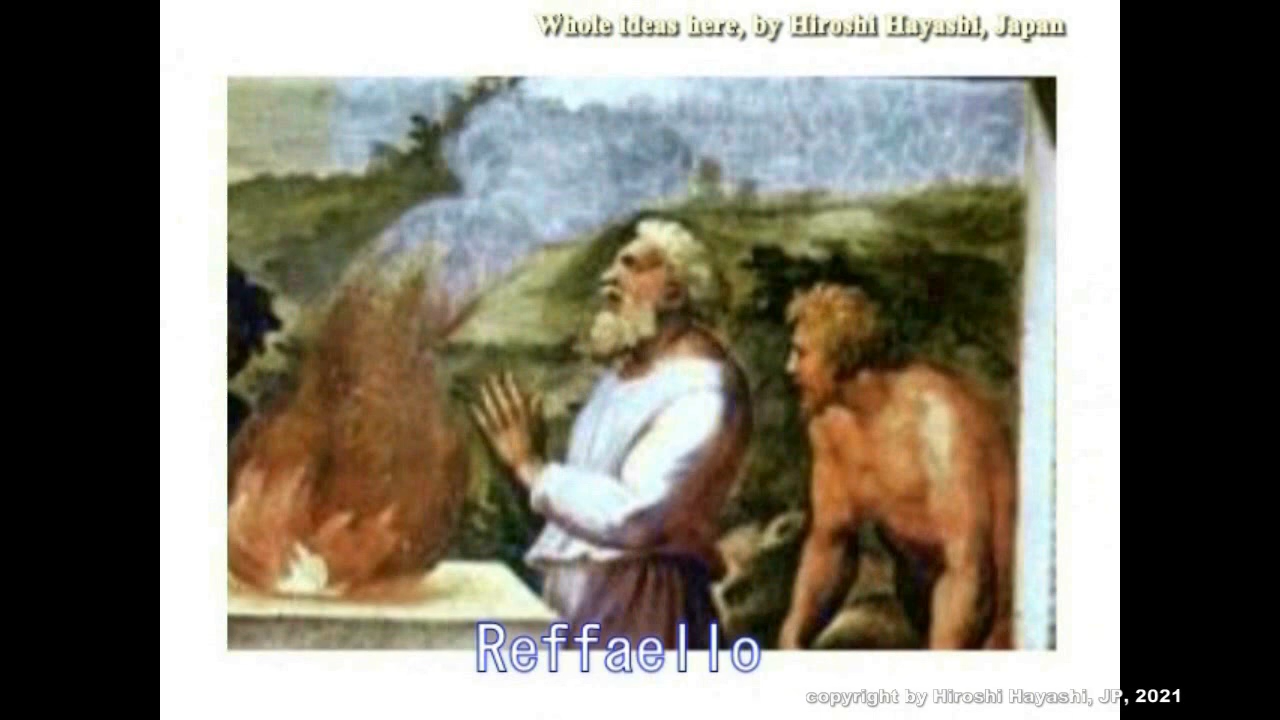 Whole ideas here, by Hiroshi Hayashi, Japan
Reffaello
copyright by Hiroshi Hayashi, JP, 2021